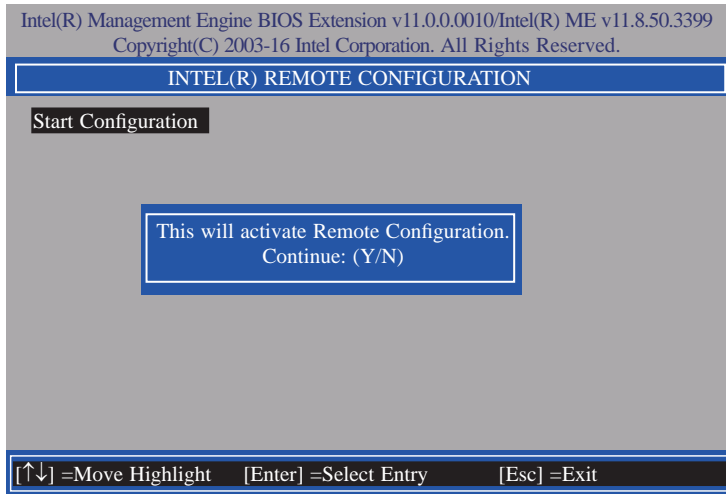 Intel(R) Management Engine BIOS Extension v11.0.0.0010/Intel(R) ME v11.8.50.3399
Copyright(C) 2003-16 Intel Corporation. All Rights Reserved.
INTEL(R) REMOTE CONFIGURATION
Start Configuration
This will activate Remote Configuration.
Continue: (Y/N)
[↑↓] =Move Highlight [Enter] =Select Entry [Esc] =Exit